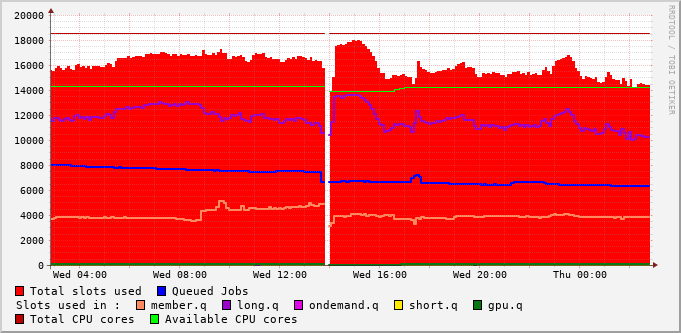 20000
18000
16000
14000
12000
10000
8000
6000
4000
2000
0
Wed 04:00 Wed 08:00 Wed 12:00 Wed 16:00 Wed 20:00 Thu 00:00
RRDTOOL / TOBI OETIKER
Total slots used Queued Jobs
Slots used in : member.q long.q ondemand.q short.q gpu.q
Total CPU cores Available CPU cores